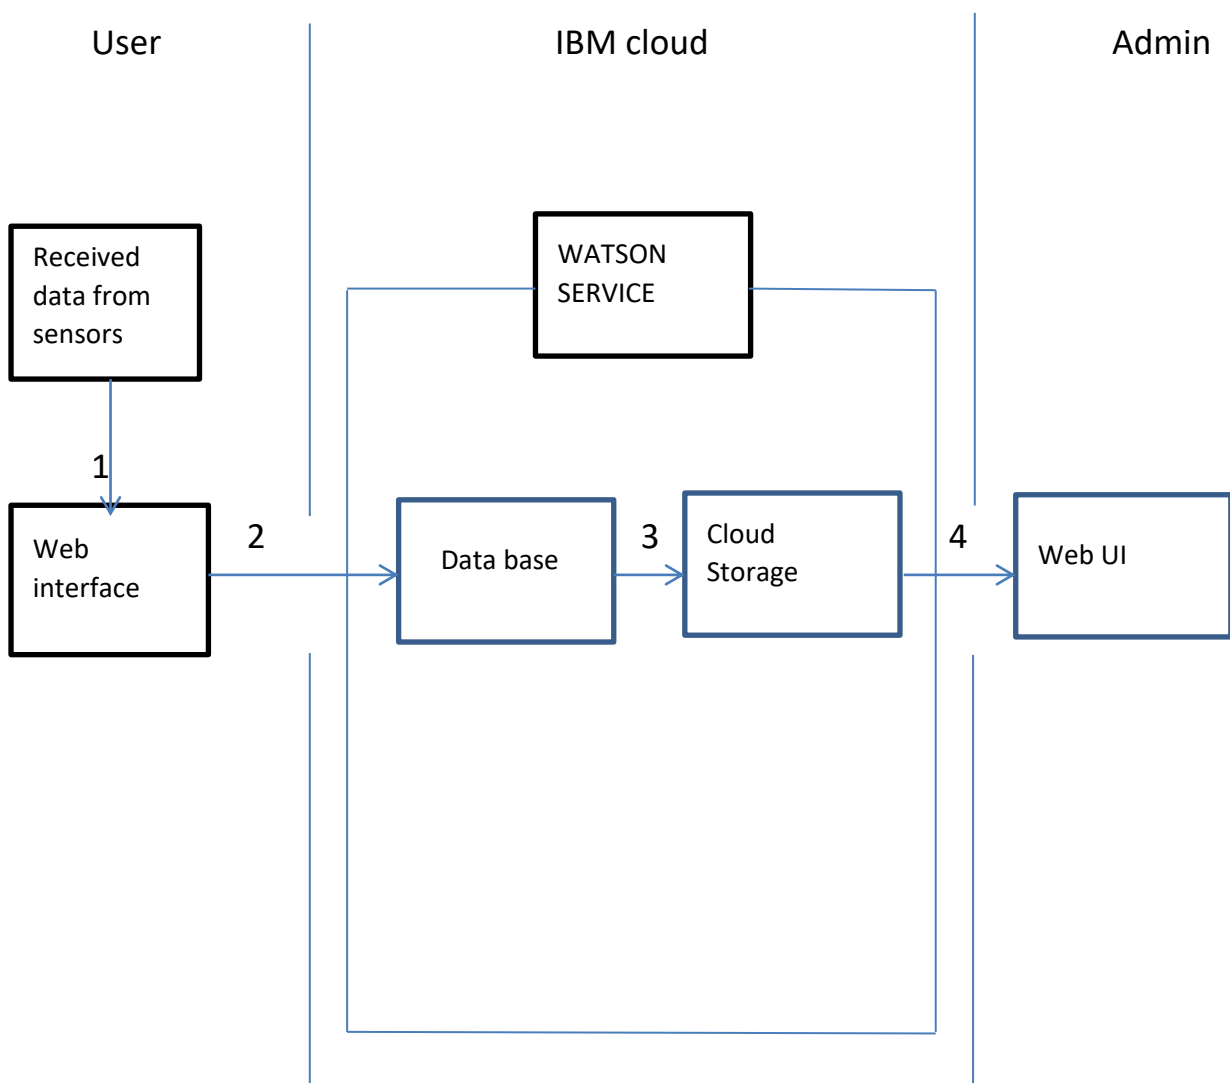 User
IBM cloud
Admin
Received
data from
sensors
WATSON
SERVICE
1
Web
interface
2
Data base
3
Cloud
Storage
4
Web UI